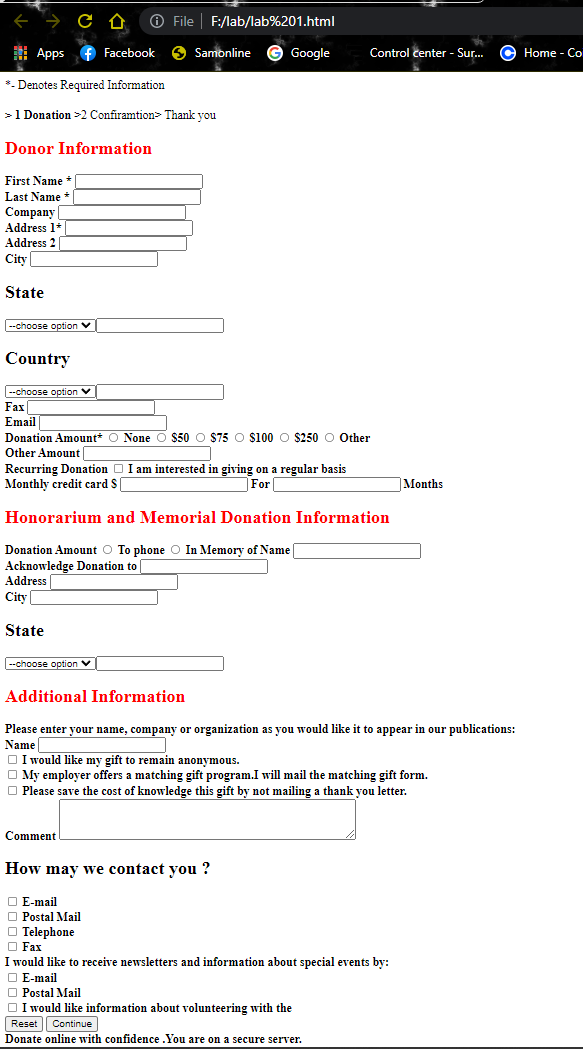 File | F:/lab/lab%201.html
Apps Facebook Samonline Google Control center - Sur... Home - Co
*- Denotes Required Information
> 1 Donation >2 Confiramtion> Thank you
Donor Information
First Name *
Last Name *
Company
Address 1*
Address 2
City
State
--choose option
Country
--choose option
Fax
Email
Donation Amount* None $50 $75 $100 $250 Other
Other Amount
Recurring Donation I am interested in giving on a regular basis
Monthly credit card $ For Months
Honorarium and Memorial Donation Information
Donation Amount To phone In Memory of Name
Acknowledge Donation to
Address
City
State
--choose option
Additional Information
Please enter your name, company or organization as you would like it to appear in our publications:
Name
I would like my gift to remain anonymous.
My employer offers a matching gift program.I will mail the matching gift form.
Please save the cost of knowledge this gift by not mailing a thank you letter.
Comment
How may we contact you ?
E-mail
Postal Mail
Telephone
Fax
I would like to receive newsletters and information about special events by:
E-mail
Postal Mail
I would like information about volunteering with the
Reset Continue
Donate online with confidence .You are on a secure server.